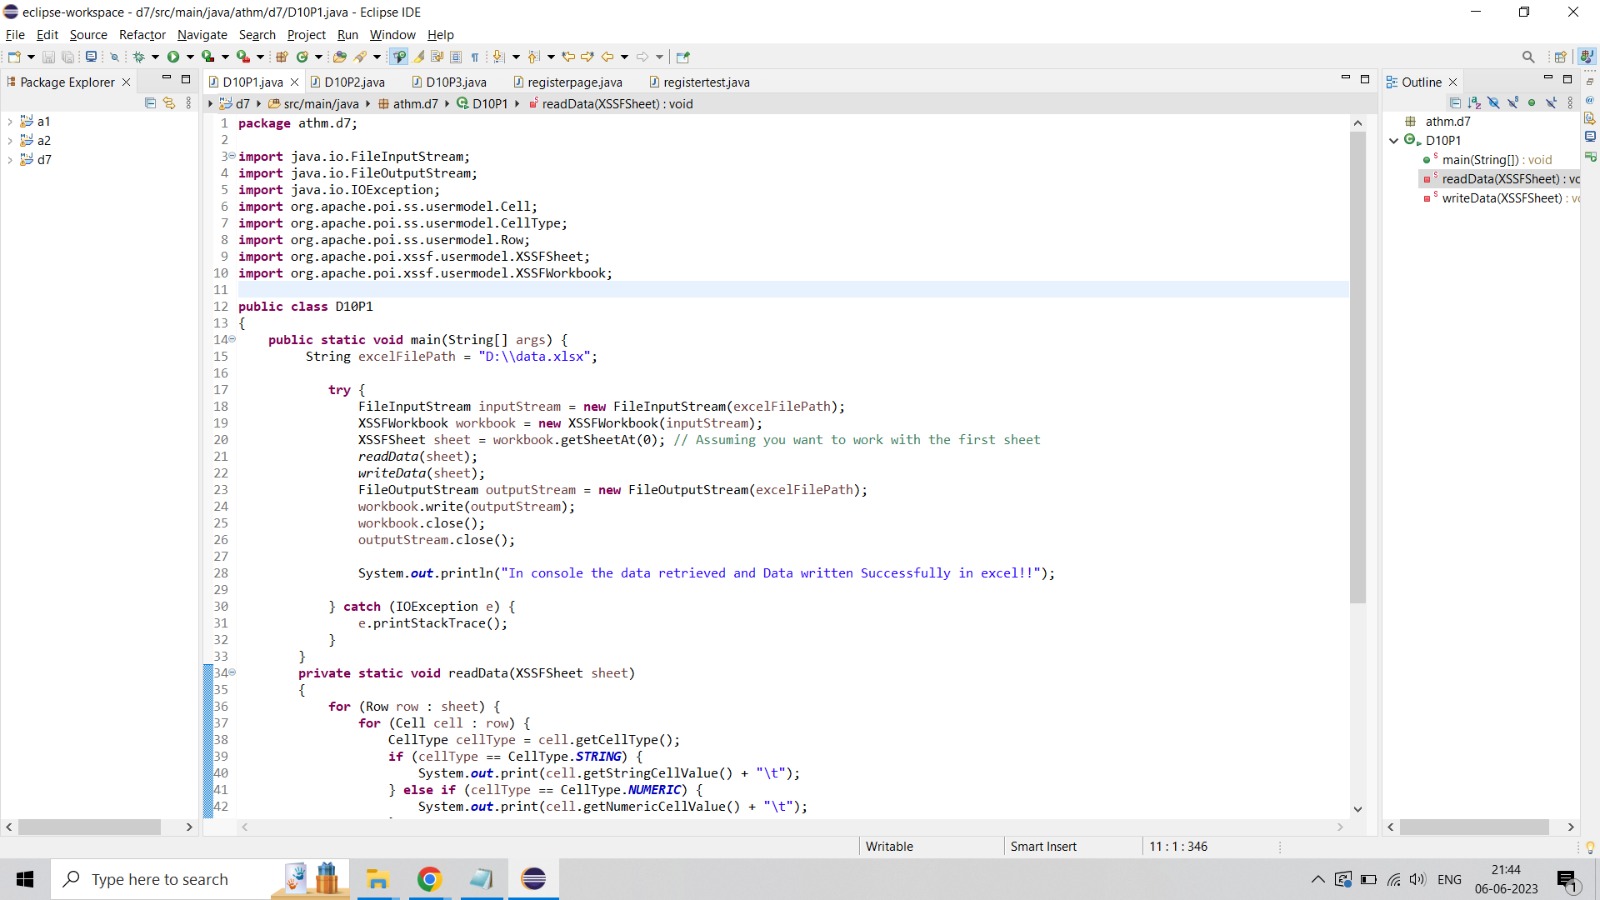 eclipse-workspace - d7/src/main/java/athm/d7/D10P1.java - Eclipse IDE
File Edit Source Refactor Navigate Search Project Run Window Help
Package Explorer
a1
a2
d7
D10P1.java D10P2.java D10P3.java registerpage.java registertest.java
d7 src/main/java athm.d7 D10P1 readData(XSSFSheet) : void
1 package athm.d7;
2
3 import java.io.FileInputStream;
4 import java.io.FileOutputStream;
5 import java.io.IOException;
6 import org.apache.poi.ss.usermodel.Cell;
7 import org.apache.poi.ss.usermodel.CellType;
8 import org.apache.poi.ss.usermodel.Row;
9 import org.apache.poi.xssf.usermodel.XSSFSheet;
10 import org.apache.poi.xssf.usermodel.XSSFWorkbook;
11
12 public class D10P1
13 {
14 public static void main(String[] args) {
15 String excelFilePath = "D:\\data.xlsx";
16
17 try {
18 FileInputStream inputStream = new FileInputStream(excelFilePath);
19 XSSFWorkbook workbook = new XSSFWorkbook(inputStream);
20 XSSFSheet sheet = workbook.getSheetAt(0); // Assuming you want to work with the first sheet
21 readData(sheet);
22 writeData(sheet);
23 FileOutputStream outputStream = new FileOutputStream(excelFilePath);
24 workbook.write(outputStream);
25 workbook.close();
26 outputStream.close();
27
28 System.out.println("In console the data retrieved and Data written Successfully in excel!!");
29
30 } catch (IOException e) {
31 e.printStackTrace();
32 }
33 }
34 private static void readData(XSSFSheet sheet)
35 {
36 for (Row row : sheet) {
37 for (Cell cell : row) {
38 CellType cellType = cell.getCellType();
39 if (cellType == CellType.STRING) {
40 System.out.print(cell.getStringCellValue() + "\t");
41 } else if (cellType == CellType.NUMERIC) {
42 System.out.print(cell.getNumericCellValue() + "\t");
Outline
athm.d7
D10P1
main(String[]) : void
readData(XSSFSheet) : vo
writeData(XSSFSheet) : vo
Writable Smart Insert 11 : 1 : 346
Type here to search
ENG
21:44
06-06-2023
1